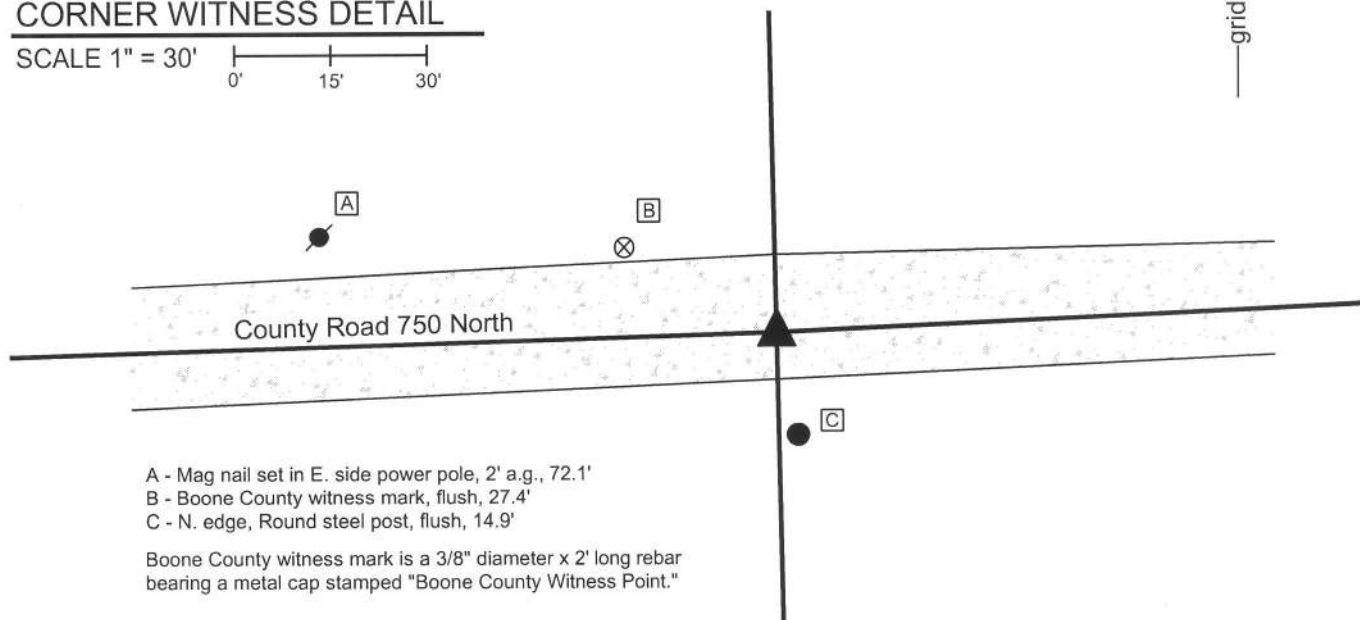 CORNER WITNESS DETAIL
SCALE 1" = 30'
0' 15' 30'
grid
A
B
County Road 750 North
C
A - Mag nail set in E. side power pole, 2' a.g., 72.1'
B - Boone County witness mark, flush, 27.4'
C - N. edge, Round steel post, flush, 14.9'
Boone County witness mark is a 3/8" diameter x 2' long rebar
bearing a metal cap stamped "Boone County Witness Point."